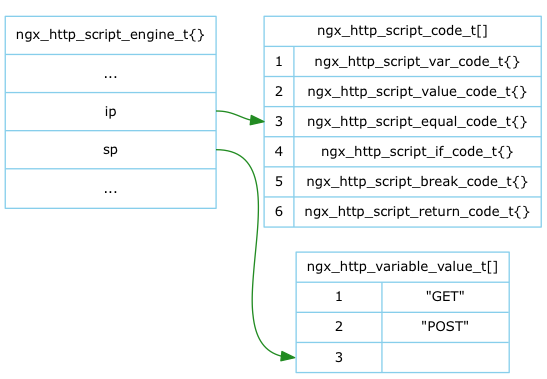 ngx_http_script_engine_t{}
...
ip
sp
...
ngx_http_script_code_t[]
1 ngx_http_script_var_code_t{}
2 ngx_http_script_value_code_t{}
3 ngx_http_script_equal_code_t{}
4 ngx_http_script_if_code_t{}
5 ngx_http_script_break_code_t{}
6 ngx_http_script_return_code_t{}
ngx_http_variable_value_t[]
1 "GET"
2 "POST"
3